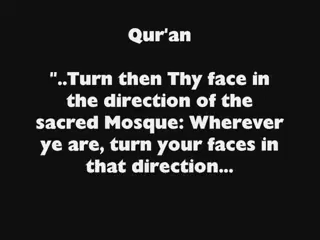 Qur'an
"..Turn then Thy face in
the direction of the
sacred Mosque: Wherever
ye are, turn your faces in
that direction...